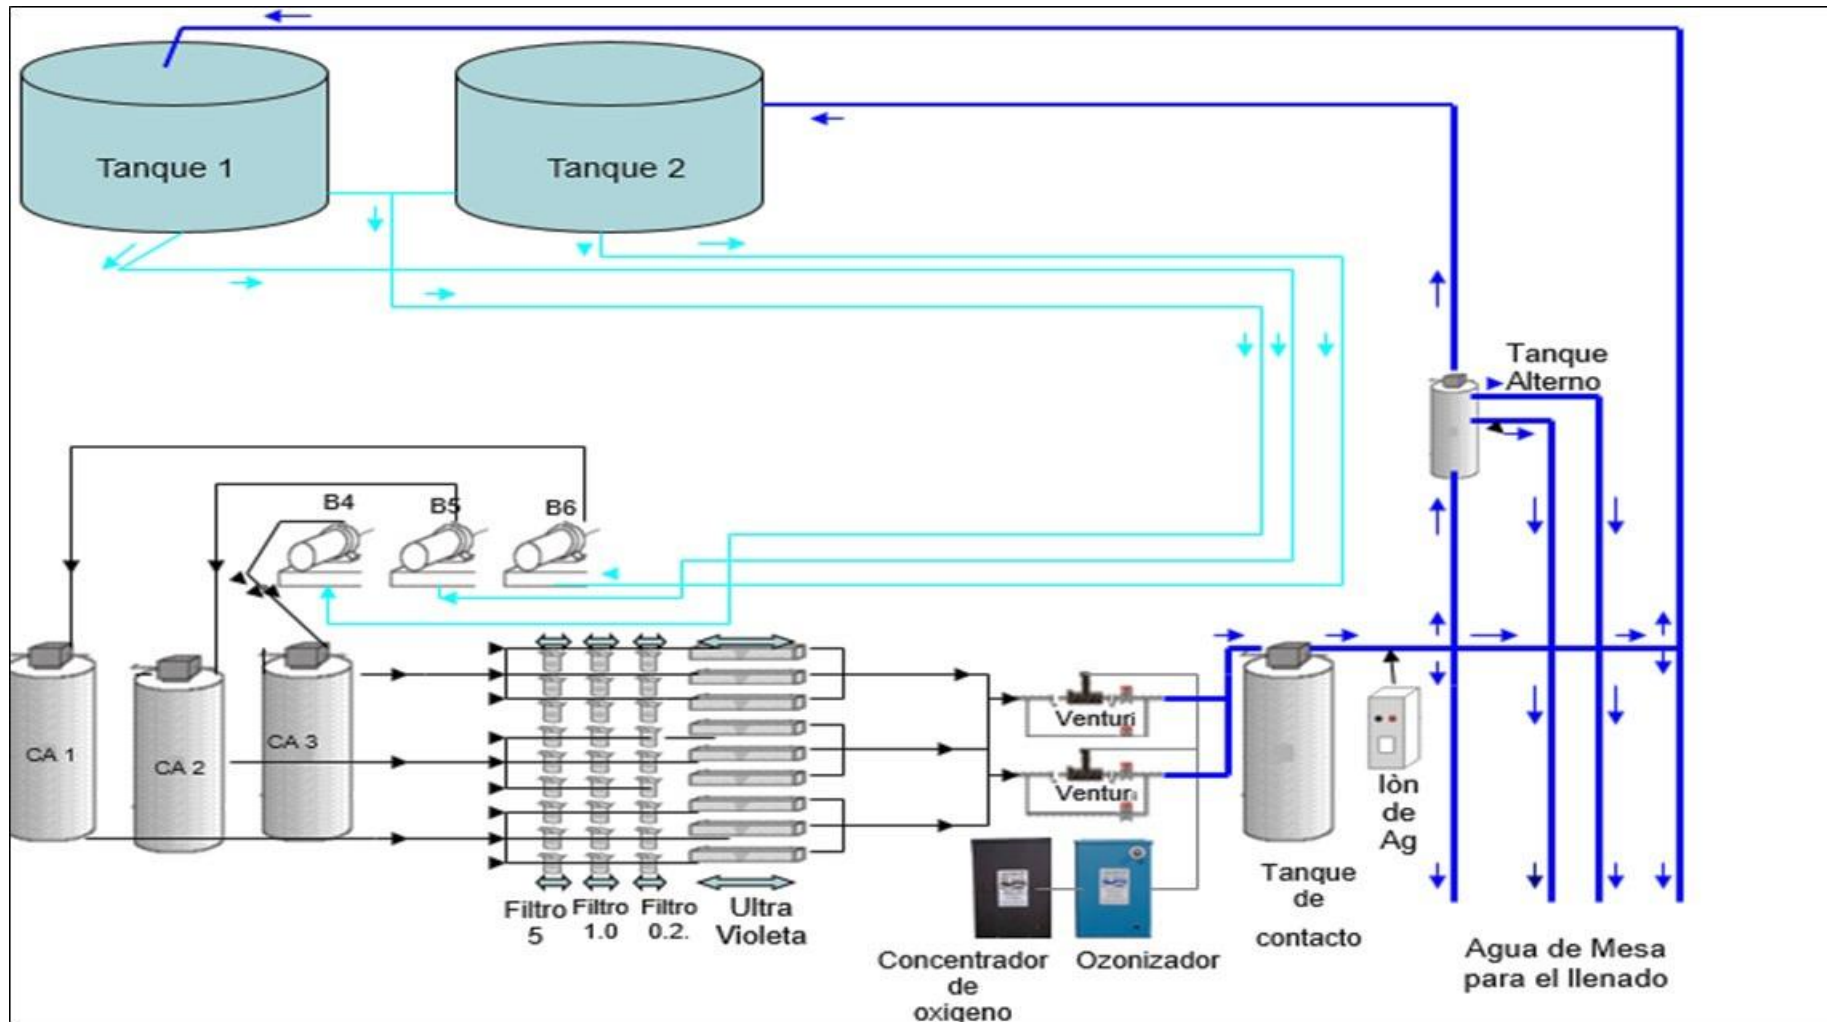 Tanque 1
Tanque 2
Tanque
Alterno
B4
B5
B6
CA 1
CA 2
CA 3
Venturi
Ventura
Iòn
de
Ag
Filtro
5
Filtro
1.0
Filtro
0.2.
Ultra
Violeta
Concentrador
de
oxigeno
Ozonizador
Tanque
de
contacto
Agua de Mesa
para el llenado